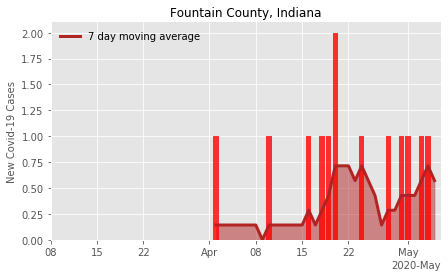 Fountain County, Indiana
7 day moving average
New Covid-19 Cases
2.00
1.75
1.50
1.25
1.00
0.75
0.50
0.25
0.00
08 15 22 Apr 08 15 22 May
2020-May